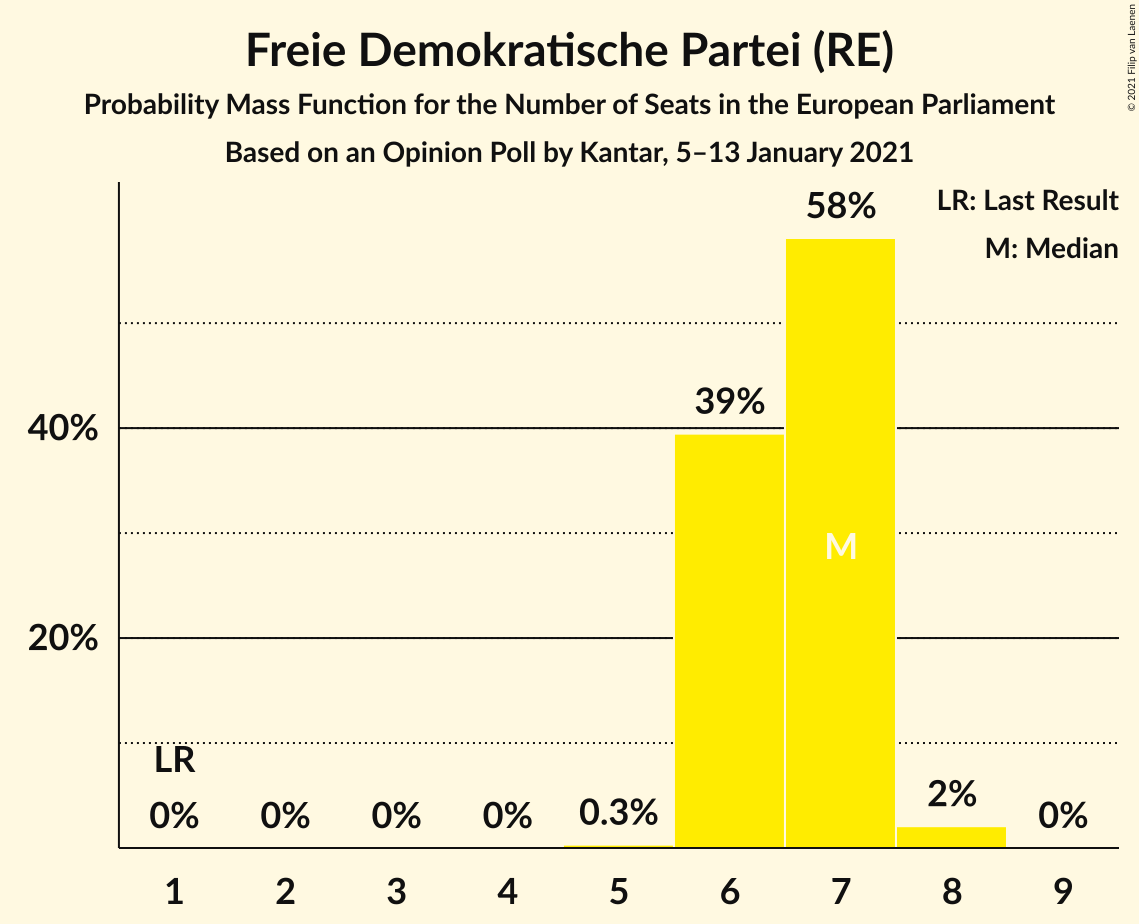 Freie Demokratische Partei (RE)
Probability Mass Function for the Number of Seats in the European Parliament
Based on an Opinion Poll by Kantar, 5–13 January 2021
© 2021 Filip van Laenen
LR: Last Result
M: Median
58%
39%
40%
M
20%
LR
0% 0% 0% 0% 0.3% 2% 0%
1 2 3 4 5 6 7 8 9